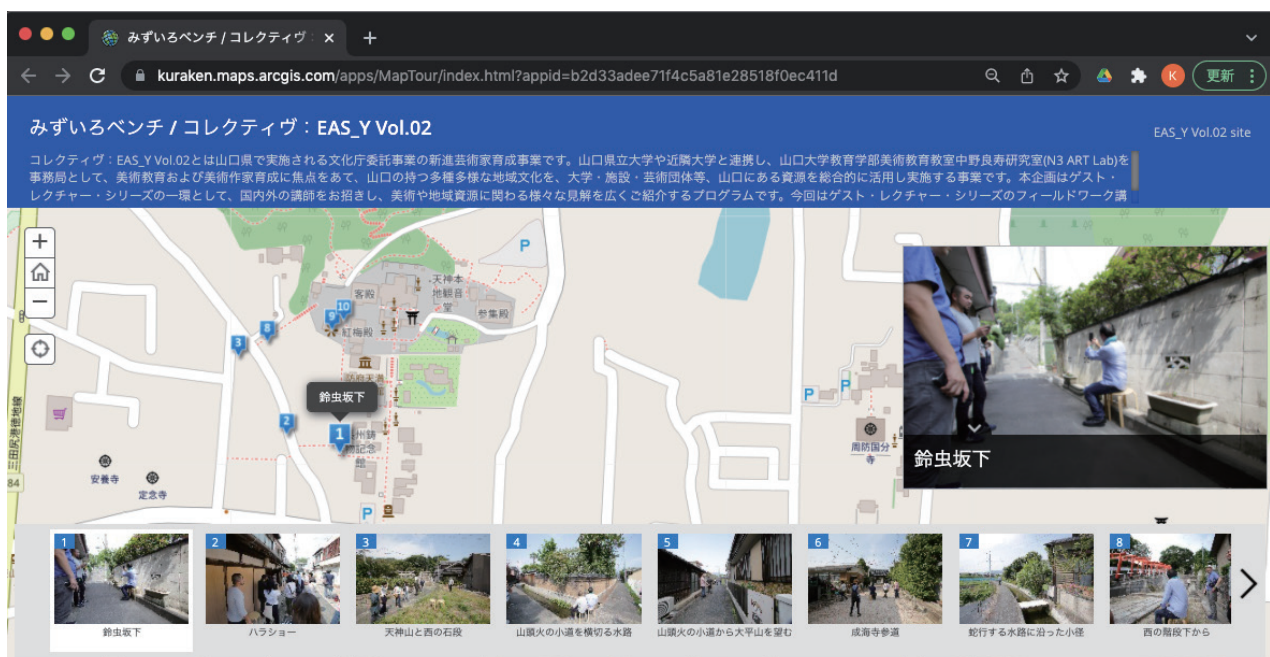 みずいろベンチ / コレクティヴ：
更新
kuraken.maps.arcgis.com/apps/MapTour/index.html?appid=b2d33adee71f4c5a81e28518f0ec411d
K
みずいろベンチ / コレクティヴ：EAS_Y Vol.02
EAS_Y Vol.02 site
コレクティヴ：EAS_Y Vol.02とは山口県で実施される文化庁委託事業の新進芸術家育成事業です。山口県立大学や近隣大学と連携し、山口大学教育学部美術教育教室中野良寿研究室(N3 ART Lab)を
事務局として、美術教育および美術作家育成に焦点をあて、山口の持つ多種多様な地域文化を、大学・施設・芸術団体等、山口にある資源を総合的に活用し実施する事業です。本企画はゲスト・
レクチャー・シリーズの一環として、国内外の講師をお招きし、美術や地域資源に関わる様々な見解を広くご紹介するプログラムです。今回はゲスト・レクチャー・シリーズのフィールドワーク講
P
天神本
地観音
堂
客殿
参集殿
紅梅殿
10
9
8
3
2
1
鈴虫坂下
P
P
周防国分
寺
安養寺
定念寺
84
P
鈴虫坂下
1
鈴虫坂下
2
ハラショー
3
天神山と西の石段
4
山頭火の小道を横切る水路
5
山頭火の小道から大平山を望む
6
成海寺参道
7
蛇行する水路に沿った小径
8
西の階段下から